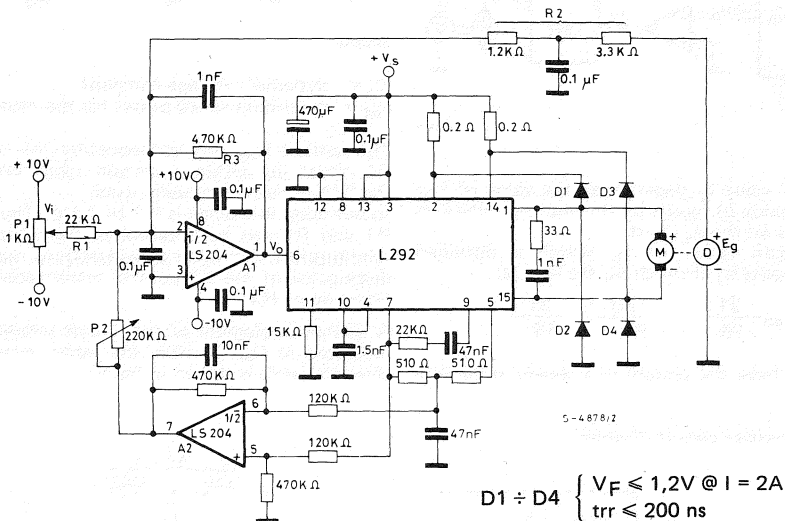 R2
1.2KΩ
3.3KΩ
0.1 μF
1nF
+ Vs
470μF
0.1μF
0.2Ω
0.2Ω
470KΩ
R3
+10V
0.1μF
+ 10V
Vi
P1
1KΩ
22KΩ
R1
-10V
0.1μF
2
3
8
4
1/2
LS204
1
Vo
A1
0.1μF
-10V
12
8
13
3
2
14
1
6
L292
15
11
10
4
7
9
5
D1
D3
D2
D4
33Ω
1nF
+
M
D
+
Eg
-
P2
220KΩ
10nF
470KΩ
15KΩ
1.5nF
22KΩ
47nF
510Ω
510Ω
120KΩ
120KΩ
47nF
7
6
5
1/2
LS204
A2
470KΩ
S-4878/2
D1 ÷ D4 { VF ⩽ 1,2V @ I = 2A
trr ⩽ 200 ns